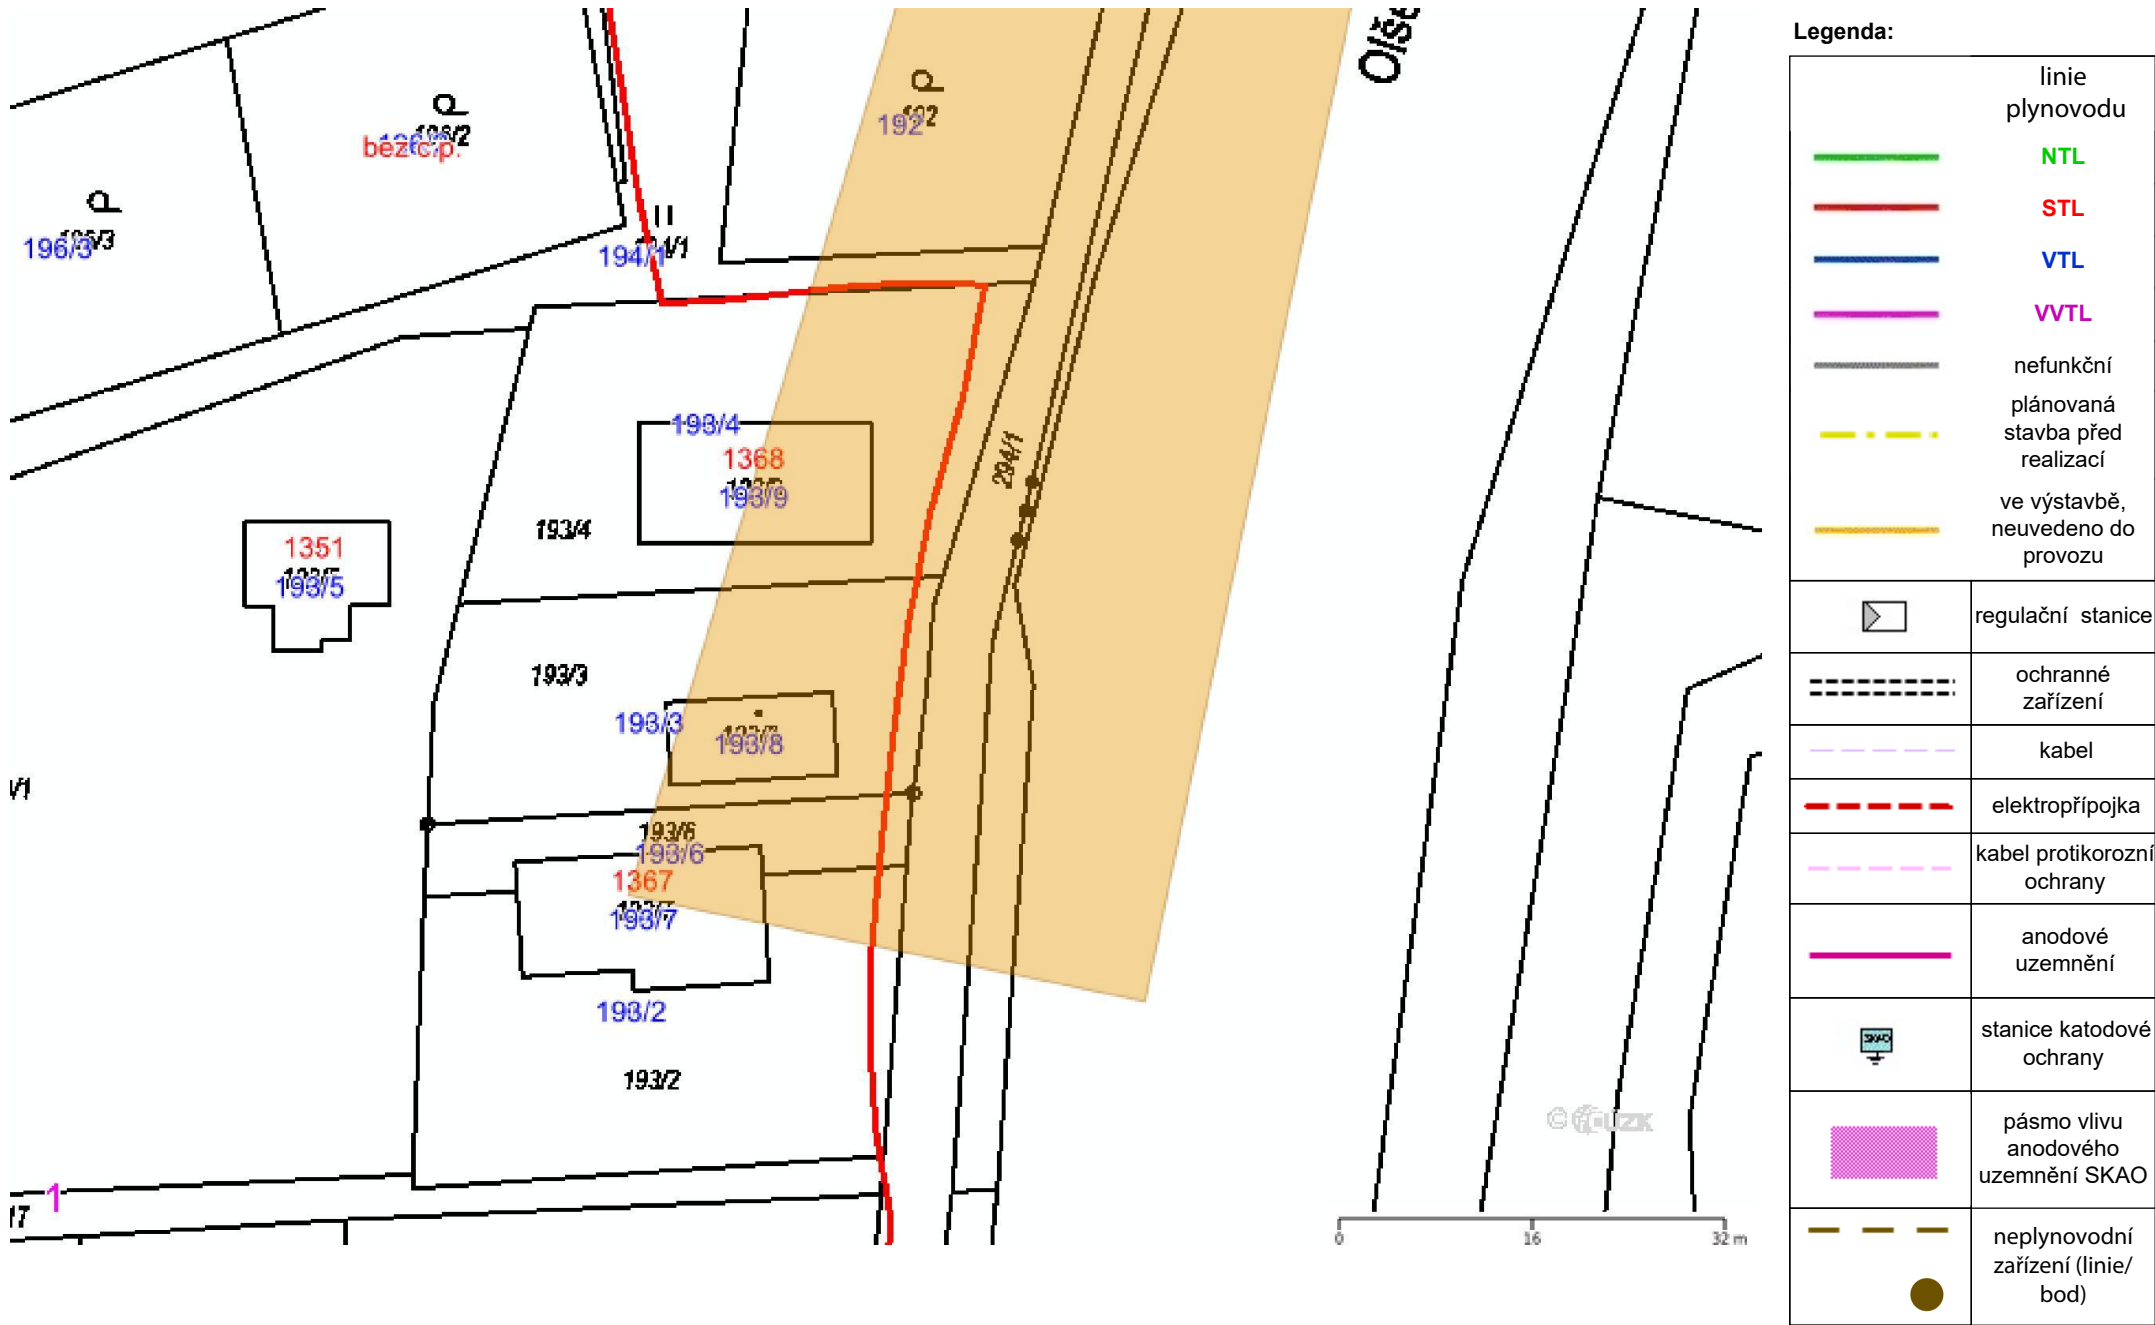 Legenda:
linie
plynovodu
NTL
STL
VTL
VVTL
nefunkční
plánovaná
stavba před
realizací
ve výstavbě,
neuvedeno do
provozu
regulační stanice
ochranné
zařízení
kabel
elektropřípojka
kabel protikorozní
ochrany
anodové
uzemnění
SKAO
stanice katodové
ochrany
pásmo vlivu
anodového
uzemnění SKAO
neplynovodní
zařízení (linie/
bod)
bez č.p.
192
196/3
194/1
193/4
1368
193/9
193/4
294/1
1351
193/5
193/3
193/3
193/8
193/6
193/6
1367
193/7
193/2
193/2
1
0 16 32 m